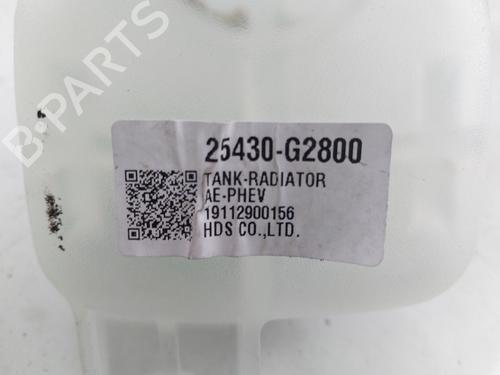 B-PARTS
25430-G2800
TANK-RADIATOR
AE-PHEV
19112900156
HDS CO.,LTD.